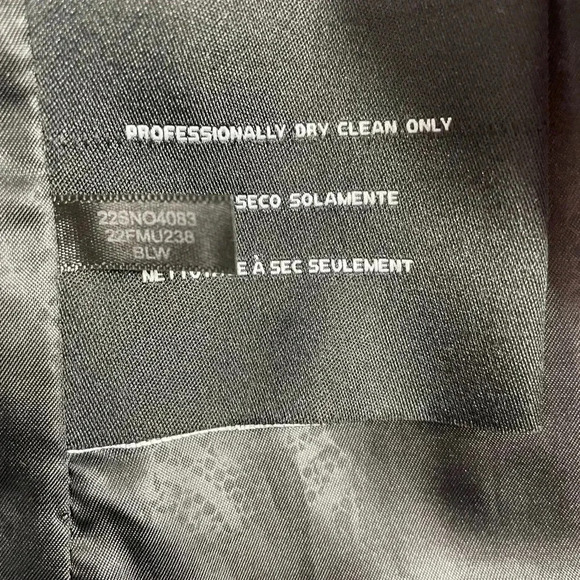 PROFESSIONALLY DRY CLEAN ONLY
SECO SOLAMENTE
22SNO4083
22FMU238
BLW
À SEC SEULEMENT